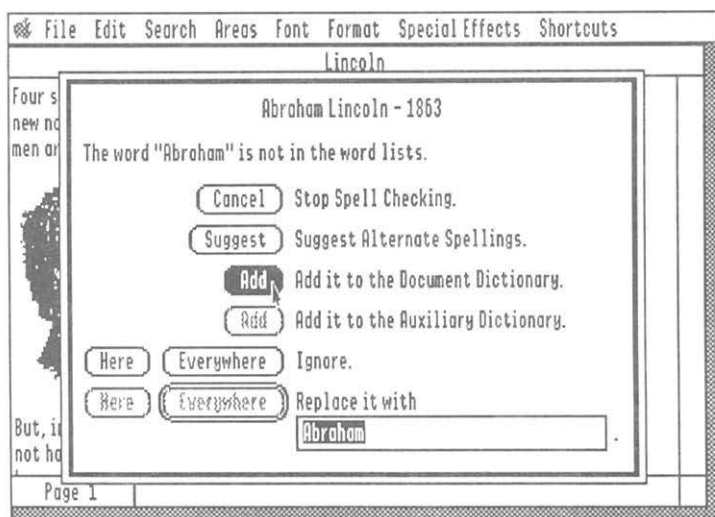 File Edit Search Areas Font Format Special Effects Shortcuts
Lincoln
Four s
new na
men ar
Abraham Lincoln - 1863
The word "Abraham" is not in the word lists.
Cancel Stop Spell Checking.
Suggest Suggest Alternate Spellings.
Add Add it to the Document Dictionary.
Add Add it to the Auxiliary Dictionary.
Here Everywhere Ignore.
Here Everywhere Replace it with
Abraham .
But, i
not ha
Page 1